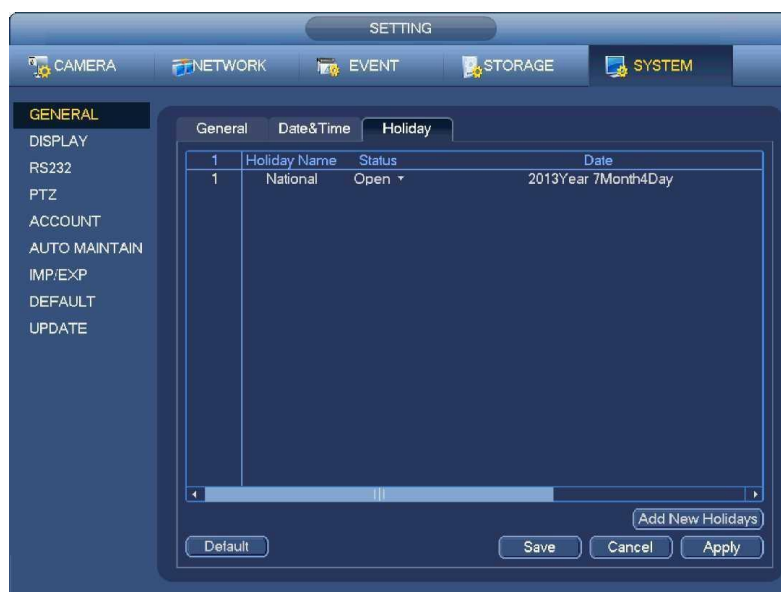 SETTING
CAMERA NETWORK EVENT STORAGE SYSTEM
GENERAL
DISPLAY
RS232
PTZ
ACCOUNT
AUTO MAINTAIN
IMP/EXP
DEFAULT
UPDATE
General Date&Time Holiday
1 Holiday Name Status Date
1 National Open 2013Year 7Month4Day
Add New Holidays
Default Save Cancel Apply